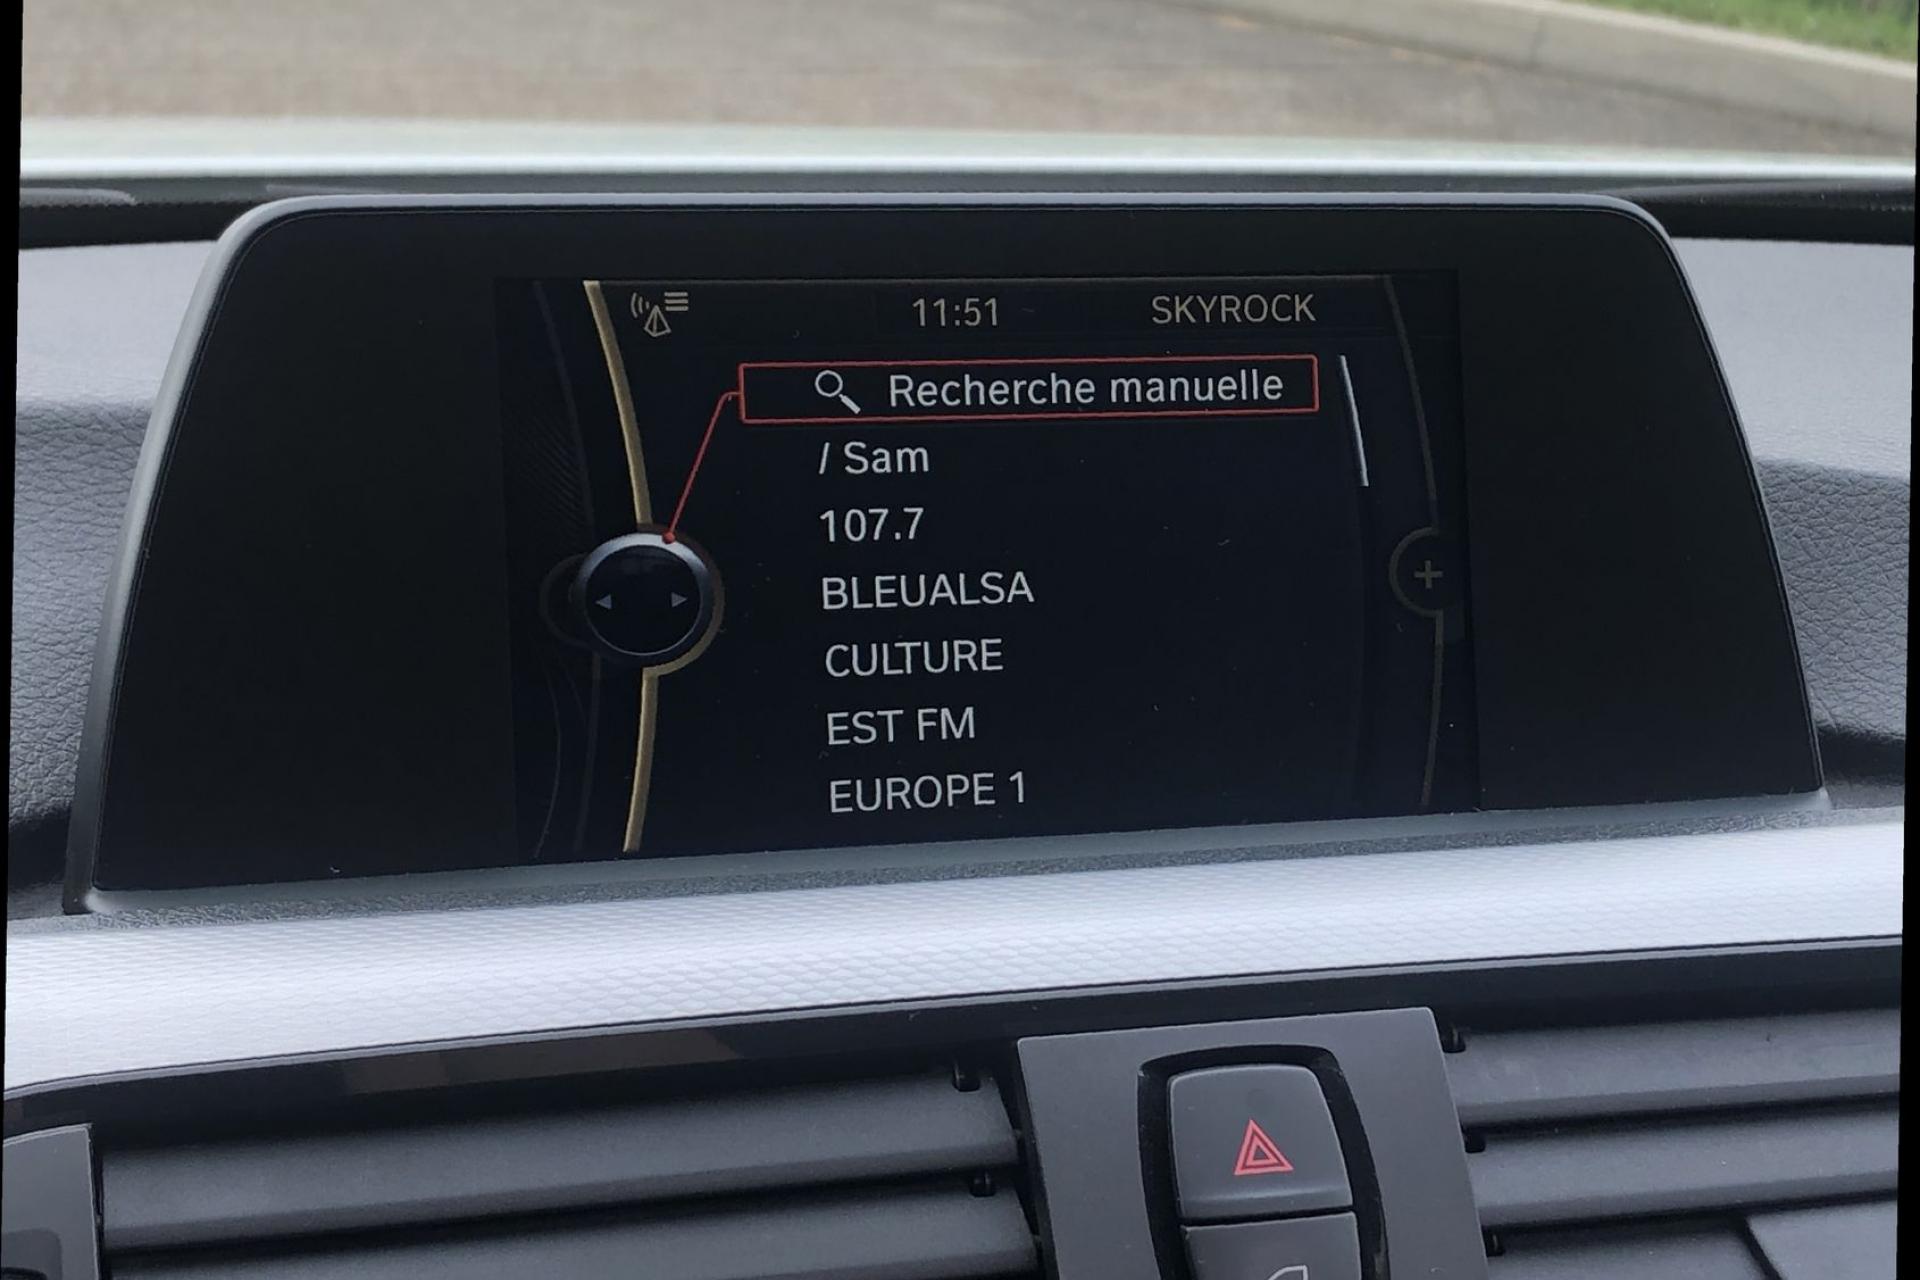 11:51 SKYROCK
Recherche manuelle
/ Sam
107.7
BLEUALSA
CULTURE
EST FM
EUROPE 1